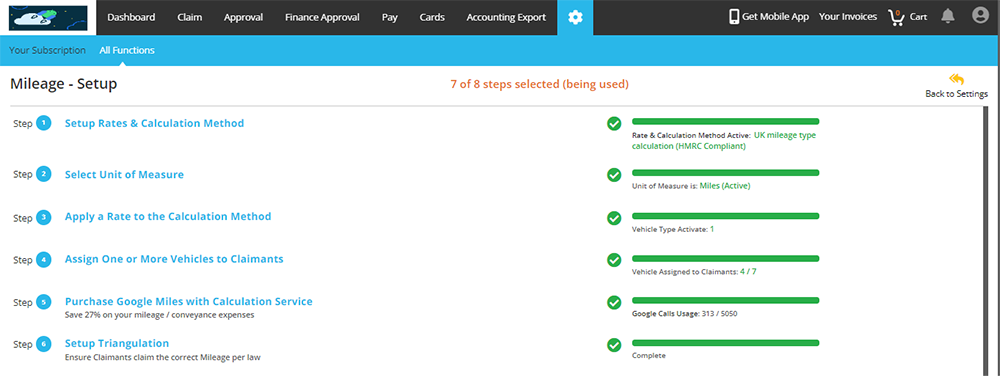 Dashboard Claim Approval Finance Approval Pay Cards Accounting Export Get Mobile App Your Invoices 0 Cart
Your Subscription All Functions
Mileage - Setup 7 of 8 steps selected (being used) Back to Settings
Step 1 Setup Rates & Calculation Method
Rate & Calculation Method Active: UK mileage type
calculation (HMRC Compliant)
Step 2 Select Unit of Measure
Unit of Measure is: Miles (Active)
Step 3 Apply a Rate to the Calculation Method
Vehicle Type Activate: 1
Step 4 Assign One or More Vehicles to Claimants
Vehicle Assigned to Claimants: 4 / 7
Step 5 Purchase Google Miles with Calculation Service
Save 27% on your mileage / conveyance expenses
Google Calls Usage: 313 / 5050
Step 6 Setup Triangulation
Ensure Claimants claim the correct Mileage per law
Complete